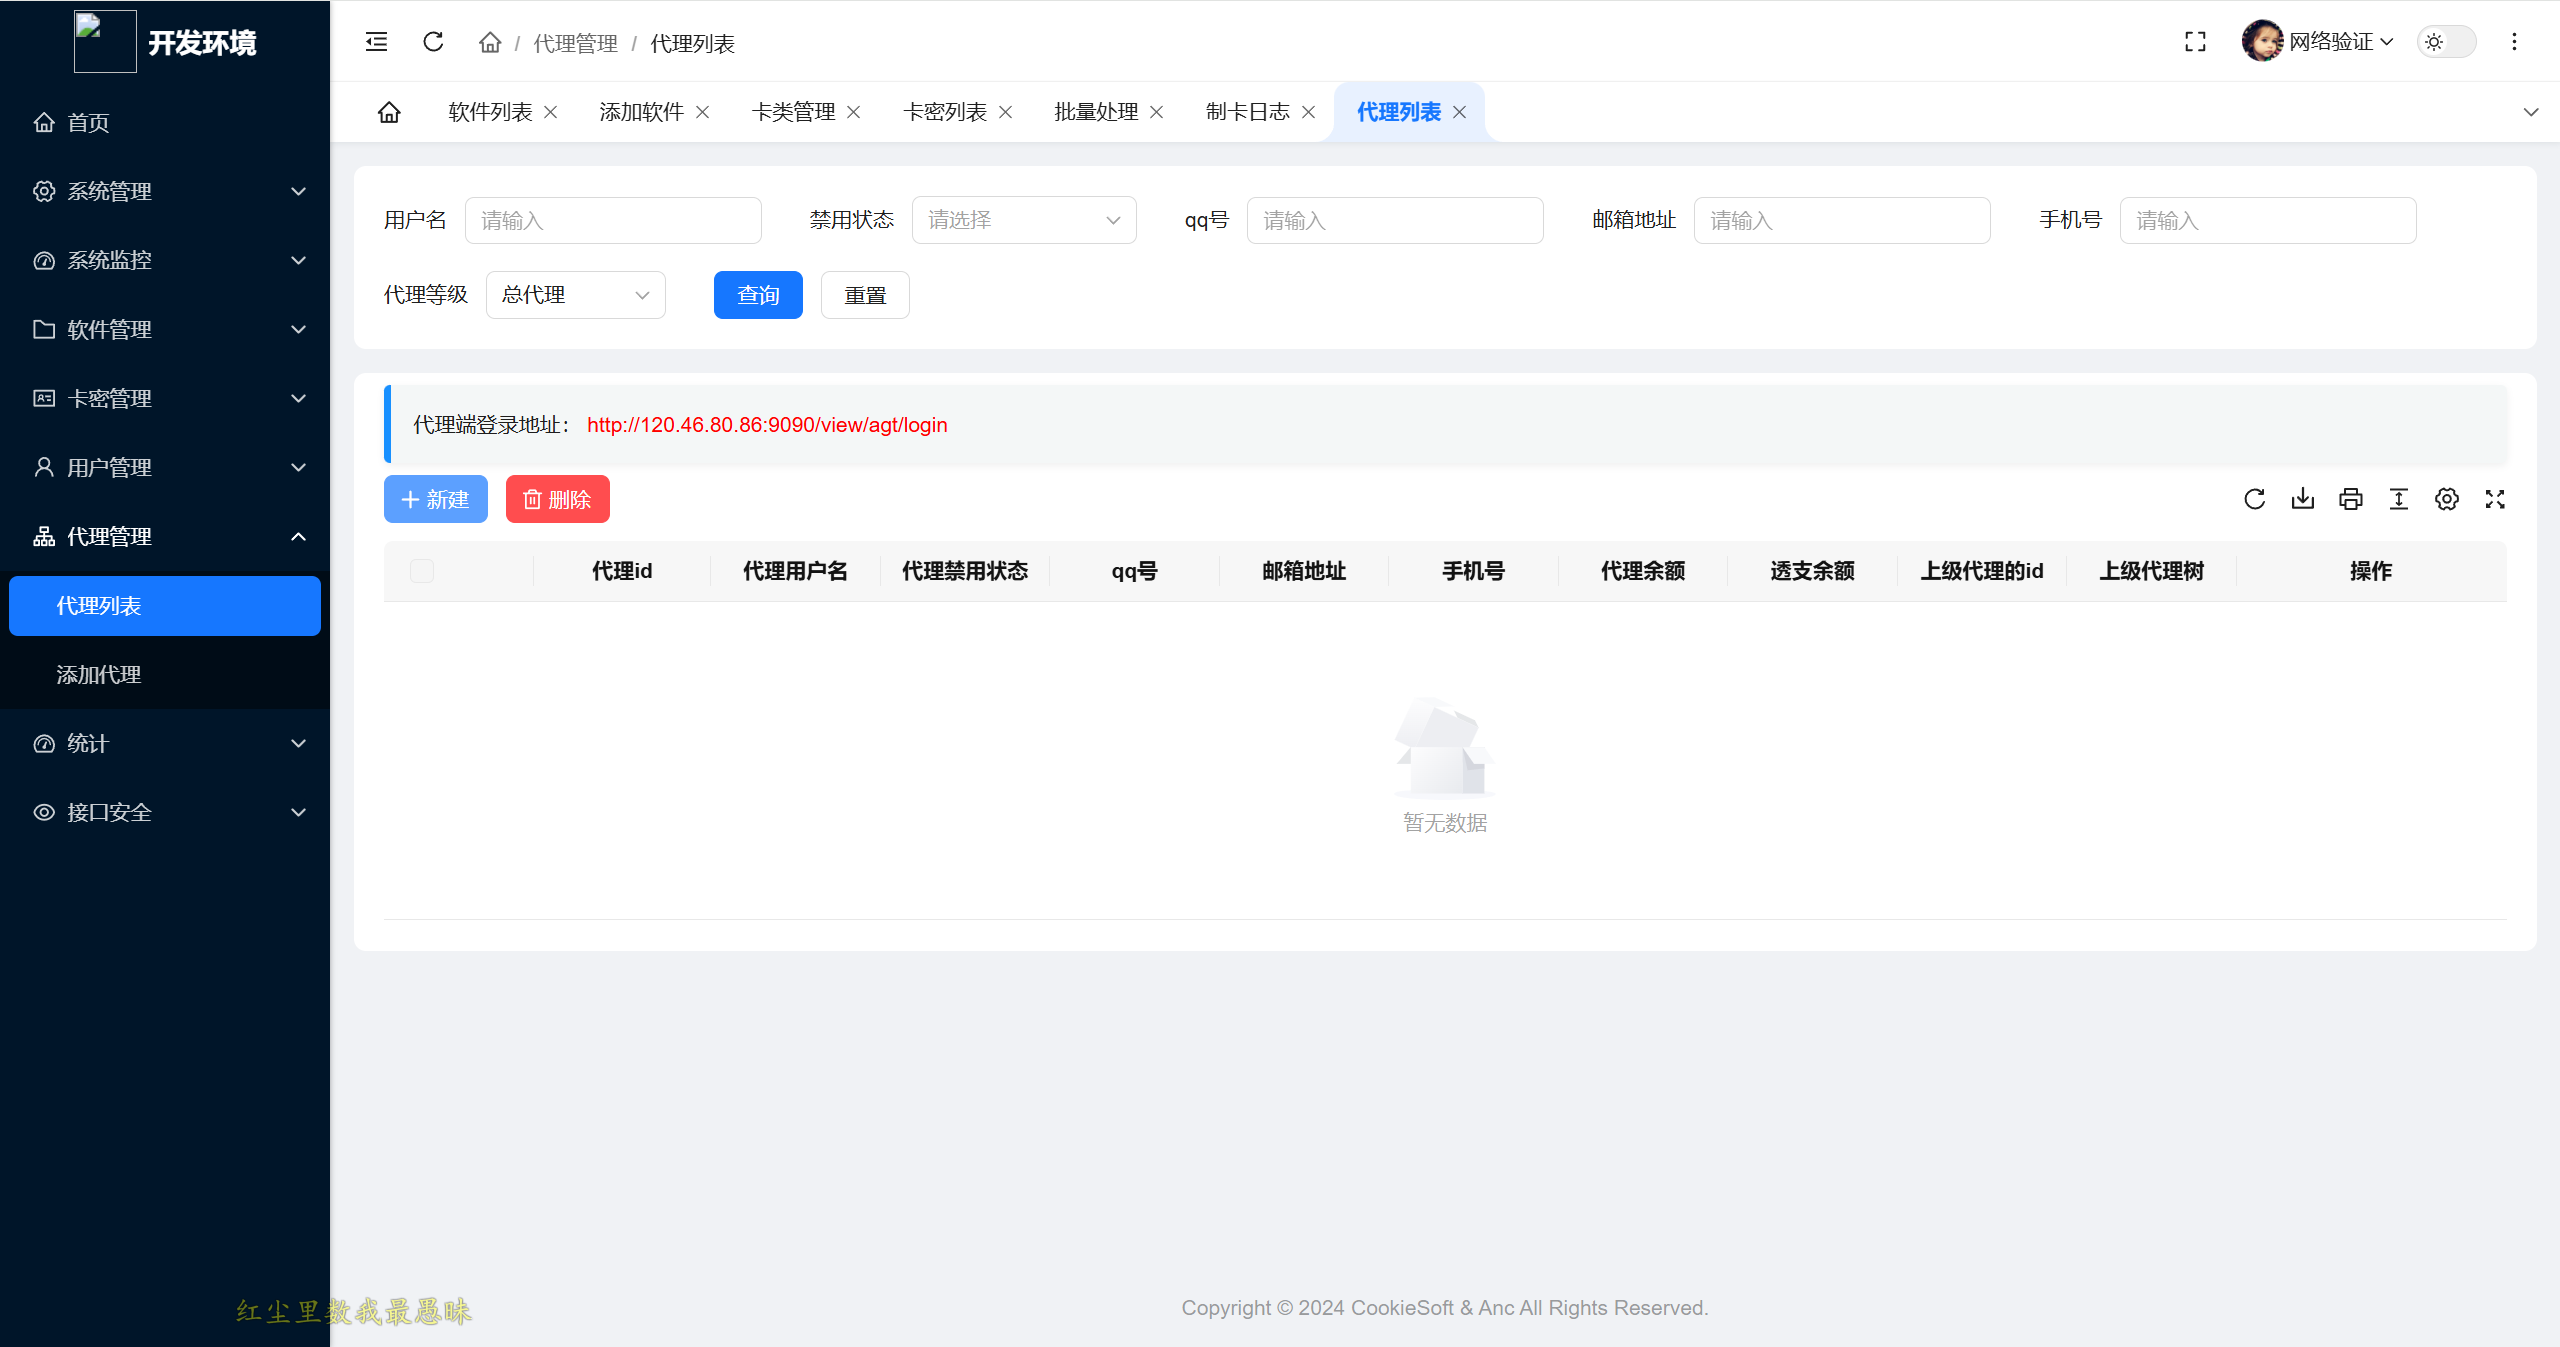 开发环境
首页
系统管理
系统监控
软件管理
卡密管理
用户管理
代理管理
代理列表
添加代理
统计
接口安全
/ 代理管理 / 代理列表
网络验证
软件列表 添加软件 卡类管理 卡密列表 批量处理 制卡日志 代理列表
用户名 请输入 禁用状态 请选择 qq号 请输入 邮箱地址 请输入 手机号 请输入
代理等级 总代理 查询 重置
代理端登录地址： http://120.46.80.86:9090/view/agt/login
新建 删除
代理id 代理用户名 代理禁用状态 qq号 邮箱地址 手机号 代理余额 透支余额 上级代理的id 上级代理树 操作
暂无数据
Copyright © 2024 CookieSoft & Anc All Rights Reserved.
红尘里数我最愚昧